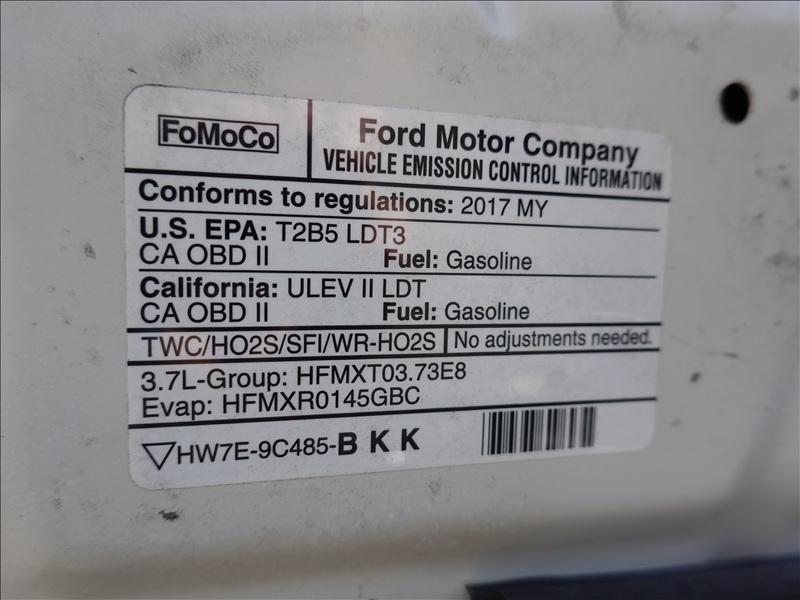 FoMoCo
Ford Motor Company
VEHICLE EMISSION CONTROL INFORMATION
Conforms to regulations: 2017 MY
U.S. EPA: T2B5 LDT3
CA OBD II Fuel: Gasoline
California: ULEV II LDT
CA OBD II Fuel: Gasoline
TWC/HO2S/SFI/WR-HO2S No adjustments needed.
3.7L-Group: HFMXT03.73E8
Evap: HFMXR0145GBC
HW7E-9C485-BKK